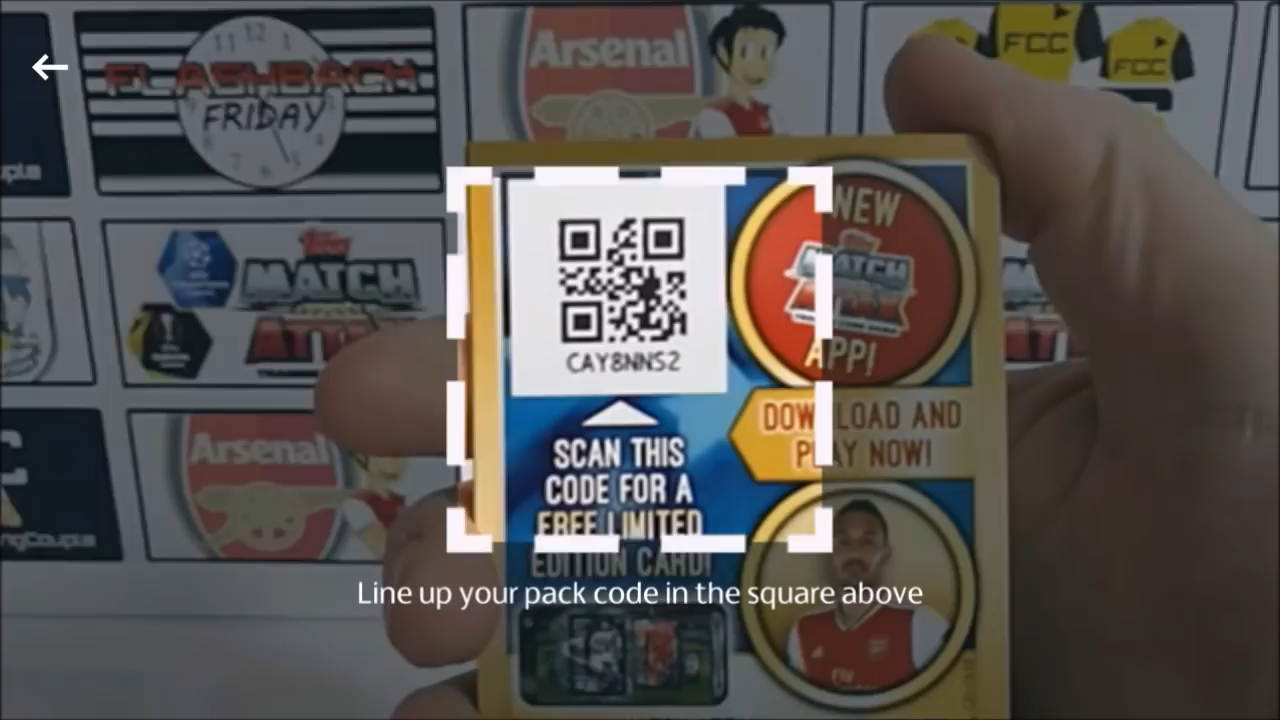 FLASHBACK
FRIDAY
Arsenal
FCC
FCC
TOPPS
MATCH
ATTAX
Arsenal
CAY8NNS2
NEW
MATCH
ATTAX
APP!
DOWNLOAD AND
PLAY NOW!
SCAN THIS
CODE FOR A
FREE LIMITED
EDITION CARD!
Line up your pack code in the square above